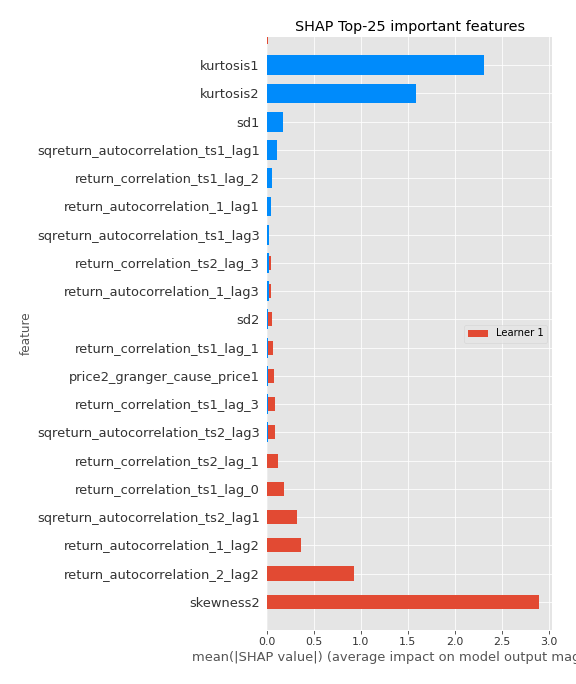 SHAP Top-25 important features
kurtosis1
kurtosis2
sd1
sqreturn_autocorrelation_ts1_lag1
return_correlation_ts1_lag_2
return_autocorrelation_1_lag1
sqreturn_autocorrelation_ts1_lag3
return_correlation_ts2_lag_3
return_autocorrelation_1_lag3
sd2
return_correlation_ts1_lag_1
price2_granger_cause_price1
return_correlation_ts1_lag_3
sqreturn_autocorrelation_ts2_lag3
return_correlation_ts2_lag_1
return_correlation_ts1_lag_0
sqreturn_autocorrelation_ts2_lag1
return_autocorrelation_1_lag2
return_autocorrelation_2_lag2
skewness2
feature
Learner 1
0.0 0.5 1.0 1.5 2.0 2.5 3.0
mean(|SHAP value|) (average impact on model output mag